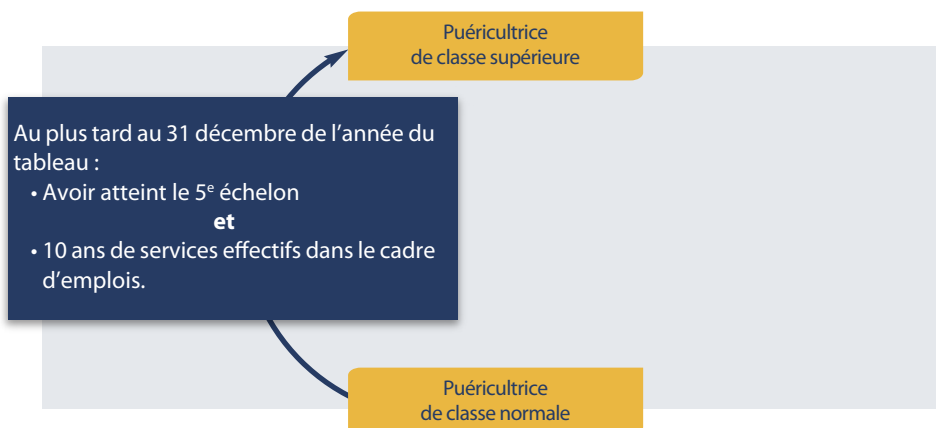 Puéricultrice
de classe supérieure
Au plus tard au 31 décembre de l’année du
tableau :
• Avoir atteint le 5ᵉ échelon
et
• 10 ans de services effectifs dans le cadre
d’emplois.
Puéricultrice
de classe normale